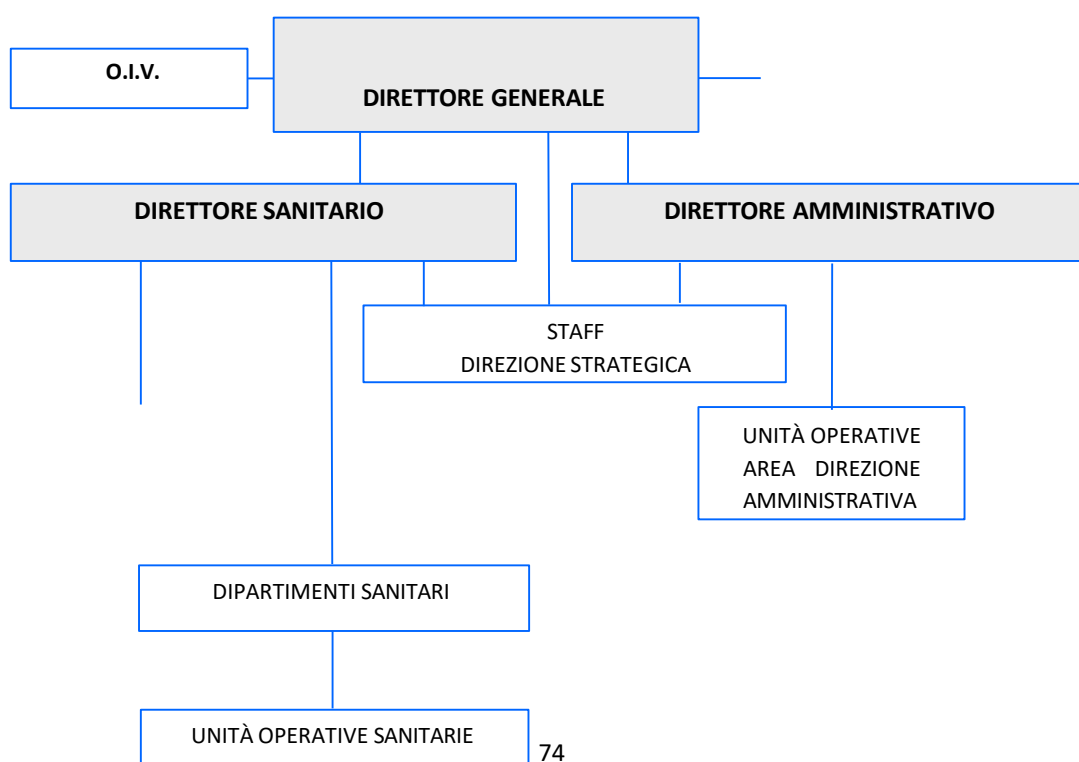 O.I.V.
DIRETTORE GENERALE
DIRETTORE SANITARIO
DIRETTORE AMMINISTRATIVO
STAFF
DIREZIONE STRATEGICA
UNITÀ OPERATIVE
AREA DIREZIONE
AMMINISTRATIVA
DIPARTIMENTI SANITARI
UNITÀ OPERATIVE SANITARIE
74